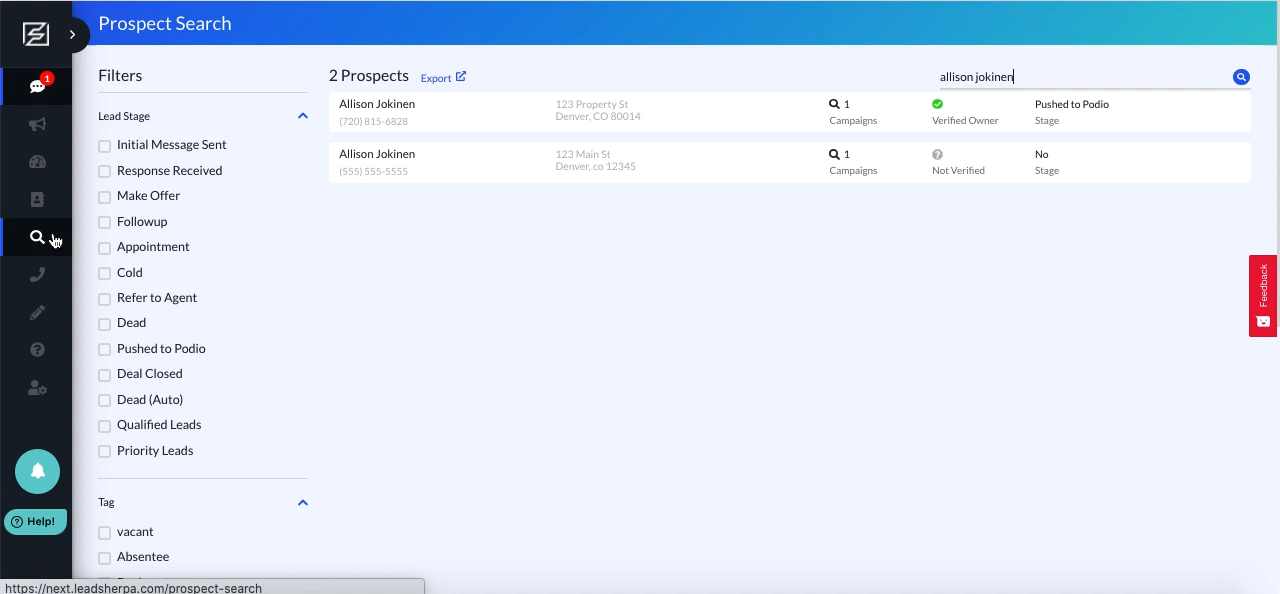 Prospect Search
1
Filters
Lead Stage
Initial Message Sent
Response Received
Make Offer
Followup
Appointment
Cold
Refer to Agent
Dead
Pushed to Podio
Deal Closed
Dead (Auto)
Qualified Leads
Priority Leads
Tag
vacant
Absentee
2 Prospects
Export
allison jokinen
Allison Jokinen
(720) 815-6828
123 Property St
Denver, CO 80014
1
Campaigns
Verified Owner
Pushed to Podio
Stage
Allison Jokinen
(555) 555-5555
123 Main St
Denver, co 12345
1
Campaigns
Not Verified
No
Stage
Feedback
Help!
https://next.leadsherpa.com/prospect-search